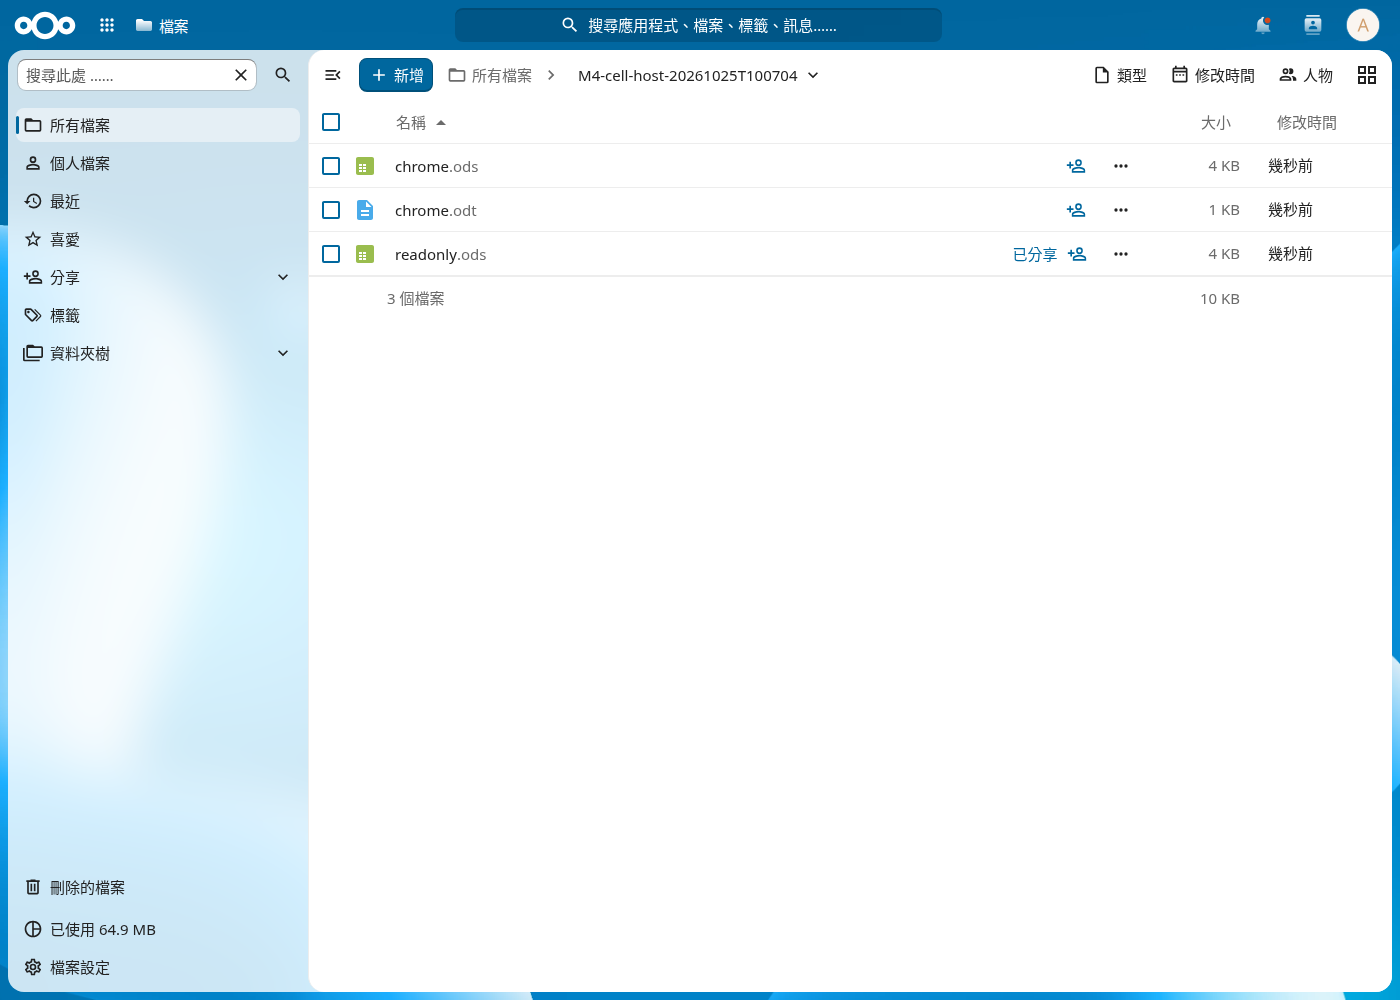 檔案
搜尋應用程式、檔案、標籤、訊息......
A
搜尋此處 ......
所有檔案
個人檔案
最近
喜愛
分享
標籤
資料夾樹
刪除的檔案
已使用 64.9 MB
檔案設定
新增
所有檔案
M4-cell-host-20261025T100704
類型
修改時間
人物
名稱
大小
修改時間
chrome.ods
4 KB
幾秒前
chrome.odt
1 KB
幾秒前
readonly.ods
已分享
4 KB
幾秒前
3 個檔案
10 KB